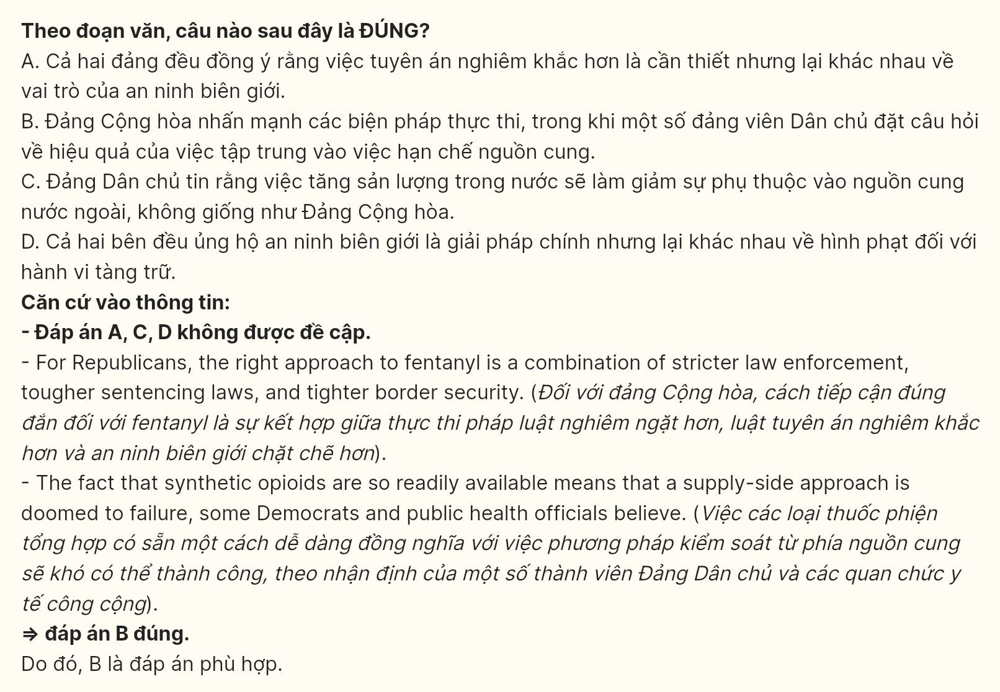 Theo đoạn văn, câu nào sau đây là ĐÚNG?
A. Cả hai đảng đều đồng ý rằng việc tuyên án nghiêm khắc hơn là cần thiết nhưng lại khác nhau về
vai trò của an ninh biên giới.
B. Đảng Cộng hòa nhấn mạnh các biện pháp thực thi, trong khi một số đảng viên Dân chủ đặt câu hỏi
về hiệu quả của việc tập trung vào việc hạn chế nguồn cung.
C. Đảng Dân chủ tin rằng việc tăng sản lượng trong nước sẽ làm giảm sự phụ thuộc vào nguồn cung
nước ngoài, không giống như Đảng Cộng hòa.
D. Cả hai bên đều ủng hộ an ninh biên giới là giải pháp chính nhưng lại khác nhau về hình phạt đối với
hành vi tàng trữ.
Căn cứ vào thông tin:
- Đáp án A, C, D không được đề cập.
- For Republicans, the right approach to fentanyl is a combination of stricter law enforcement,
tougher sentencing laws, and tighter border security. (Đối với đảng Cộng hòa, cách tiếp cận đúng
đắn đối với fentanyl là sự kết hợp giữa thực thi pháp luật nghiêm ngặt hơn, luật tuyên án nghiêm khắc
hơn và an ninh biên giới chặt chẽ hơn).
- The fact that synthetic opioids are so readily available means that a supply-side approach is
doomed to failure, some Democrats and public health officials believe. (Việc các loại thuốc phiện
tổng hợp có sẵn một cách dễ dàng đồng nghĩa với việc phương pháp kiểm soát từ phía nguồn cung
sẽ khó có thể thành công, theo nhận định của một số thành viên Đảng Dân chủ và các quan chức y
tế công cộng).
⇒ đáp án B đúng.
Do đó, B là đáp án phù hợp.